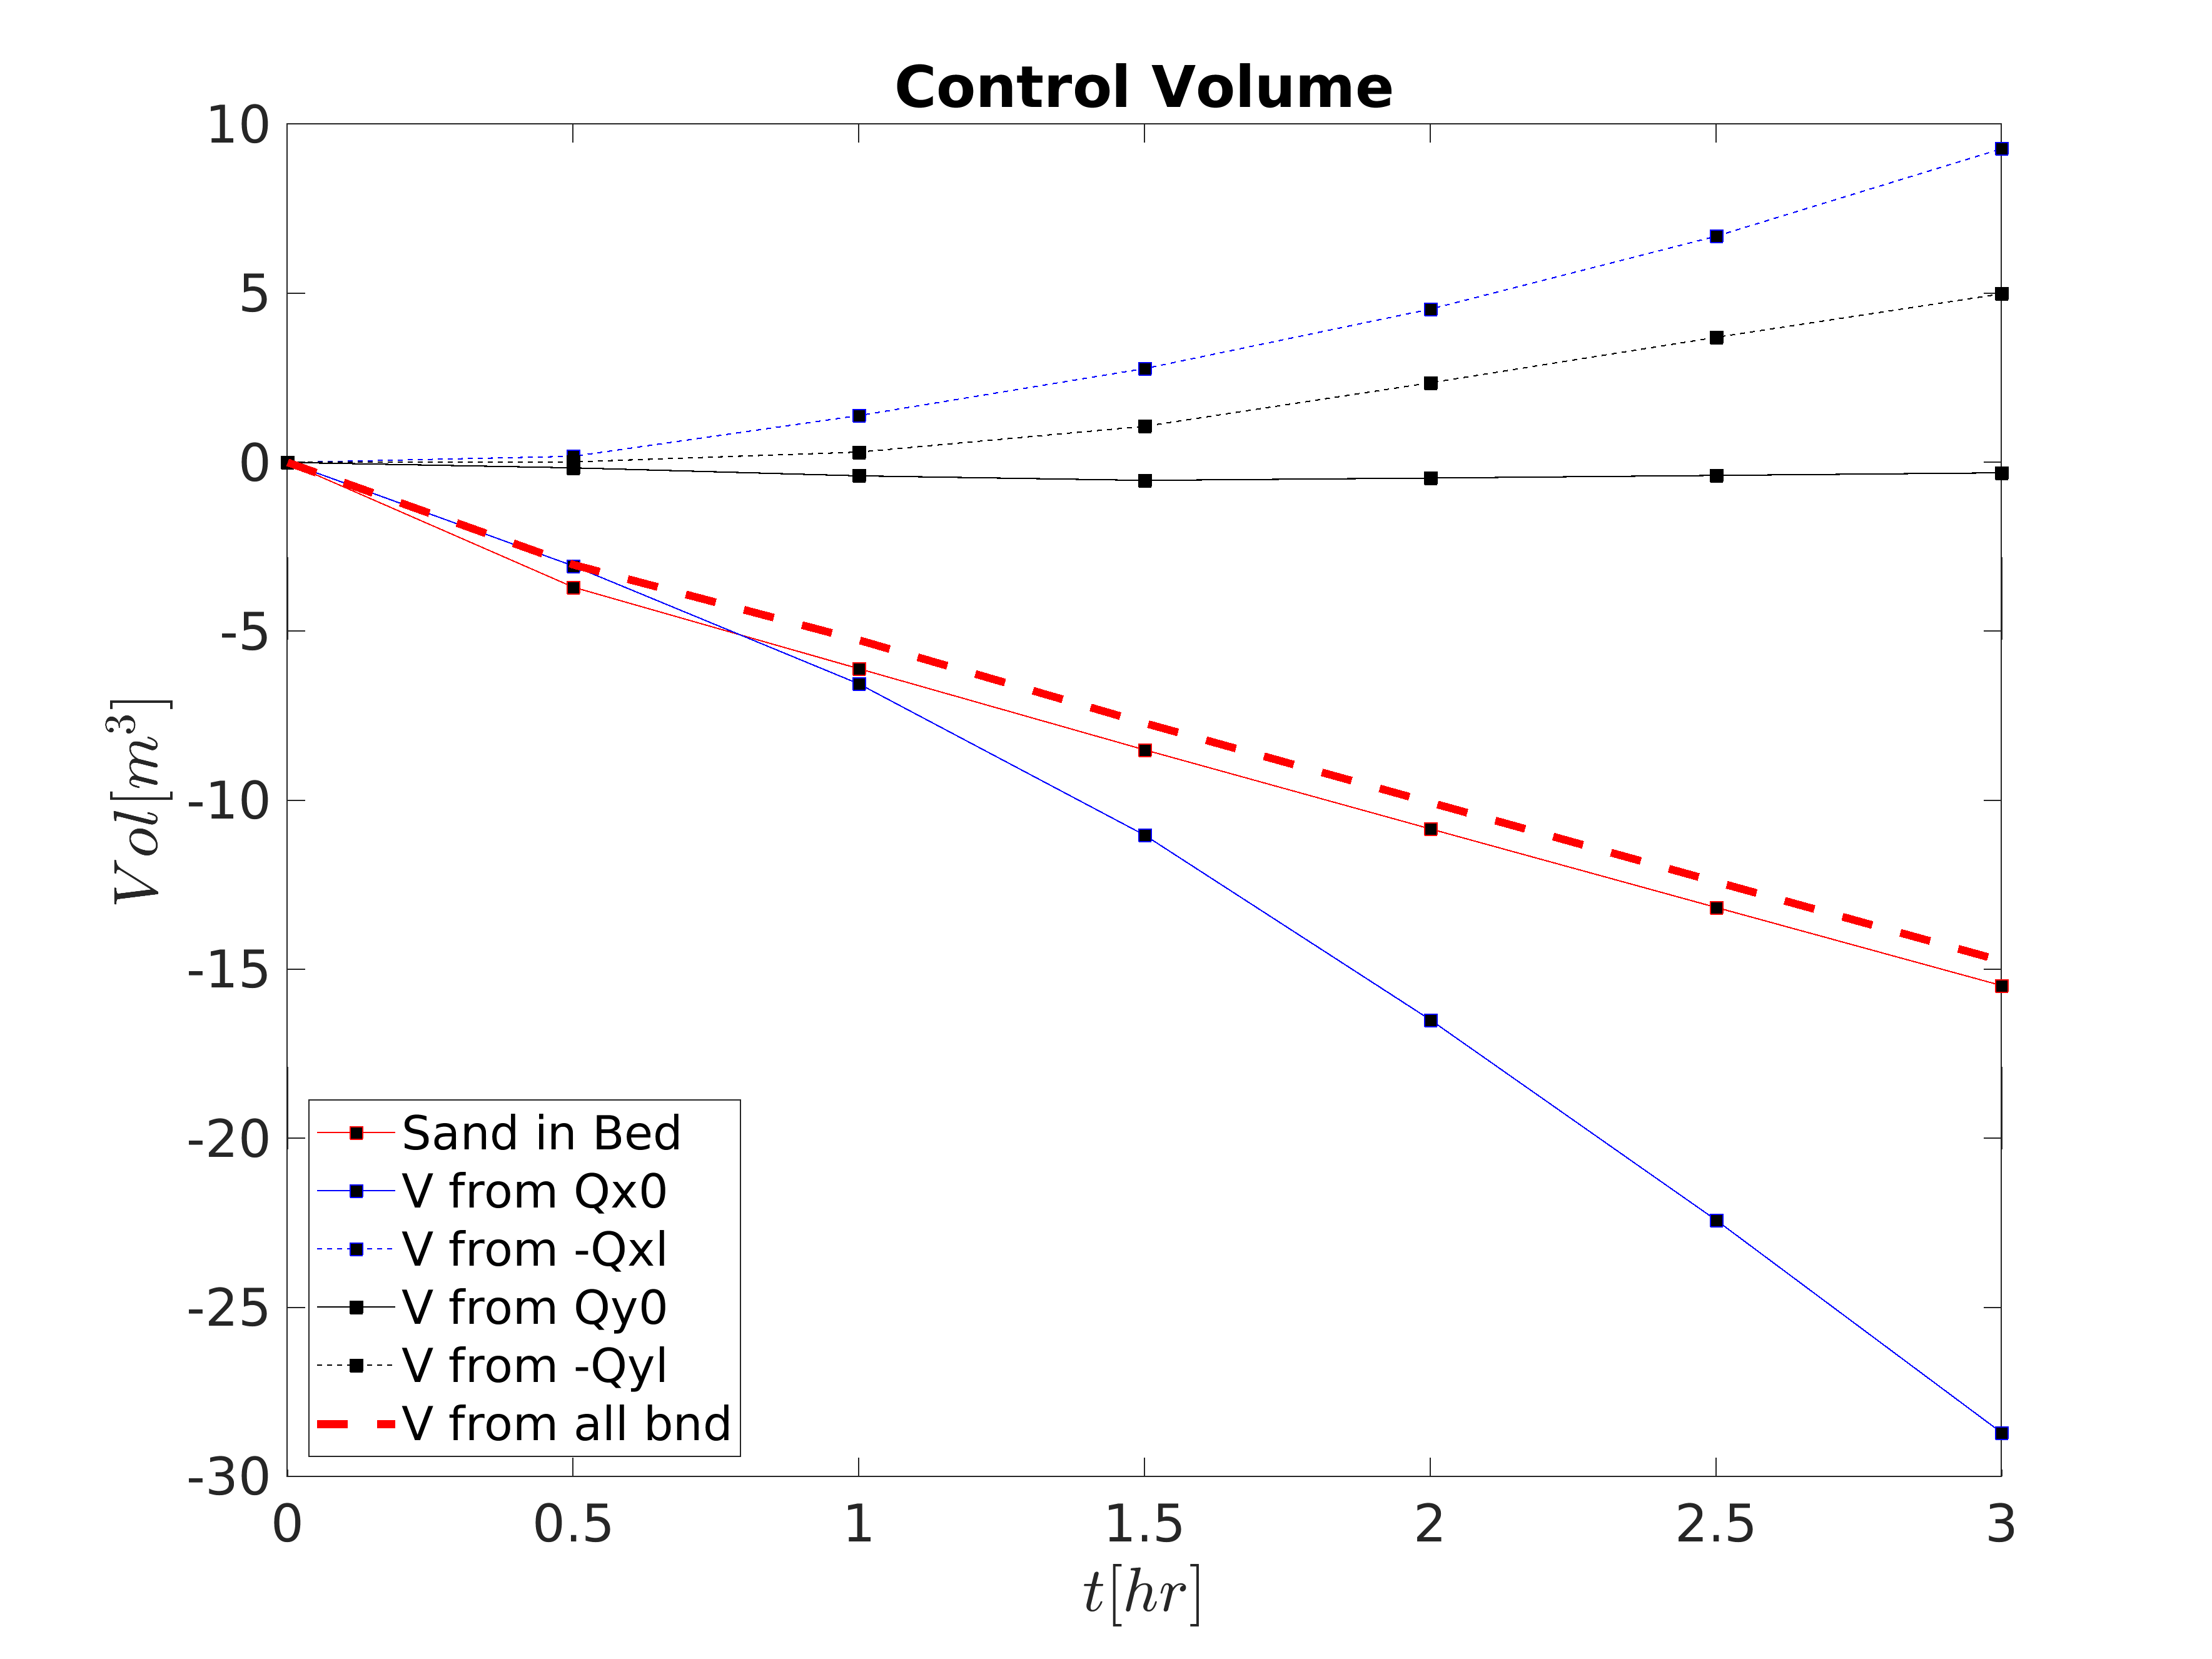 Control Volume
10
5
0
-5
-10
-15
-20
-25
-30
Vol[m³]
Sand in Bed
V from Qx0
V from -Qxl
V from Qy0
V from -Qyl
V from all bnd
0 0.5 1 1.5 2 2.5 3
t[hr]